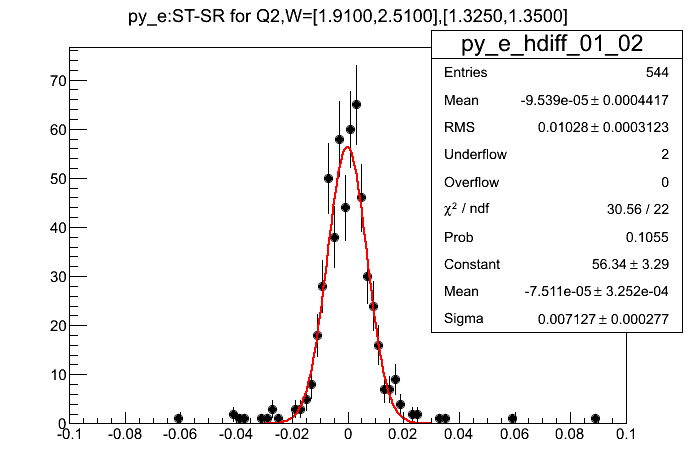 py_e:ST-SR for Q2,W=[1.9100,2.5100],[1.3250,1.3500]
py_e_hdiff_01_02
Entries 544
Mean -9.539e-05 ± 0.0004417
RMS 0.01028 ± 0.0003123
Underflow 2
Overflow 0
χ² / ndf 30.56 / 22
Prob 0.1055
Constant 56.34 ± 3.29
Mean -7.511e-05 ± 3.252e-04
Sigma 0.007127 ± 0.000277
70
60
50
40
30
20
10
0
-0.1 -0.08 -0.06 -0.04 -0.02 0 0.02 0.04 0.06 0.08 0.1